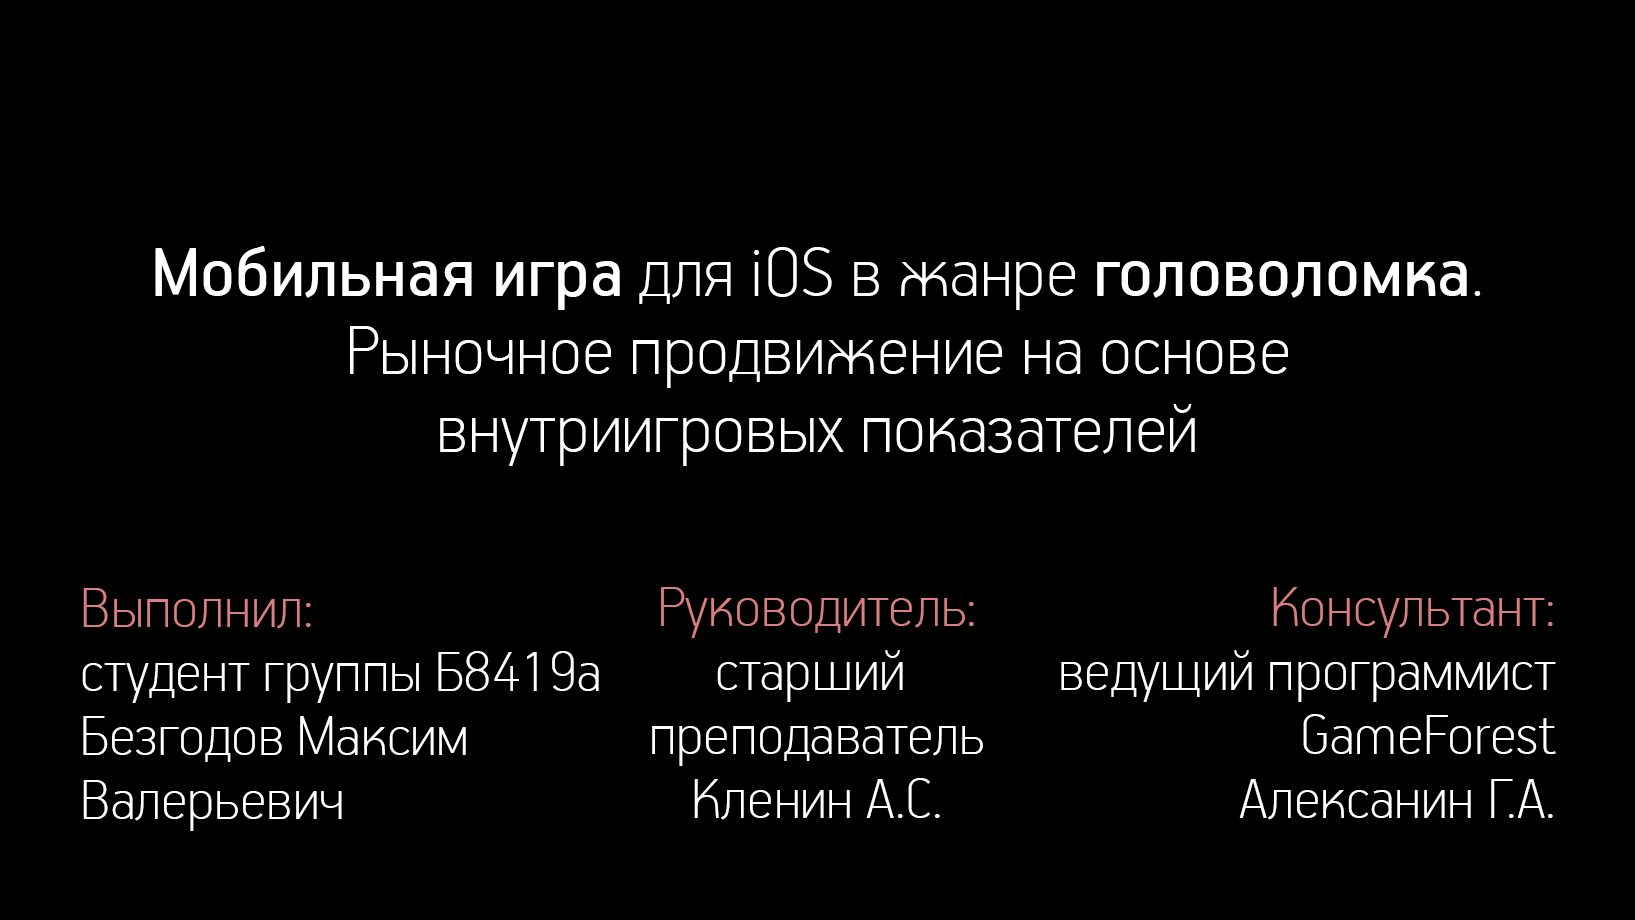 Мобильная игра для iOS в жанре головоломка.
Рыночное продвижение на основе
внутриигровых показателей
Выполнил:
студент группы Б8419а
Безгодов Максим
Валерьевич
Руководитель:
старший
преподаватель
Кленин А.С.
Консультант:
ведущий программист
GameForest
Алексанин Г.А.